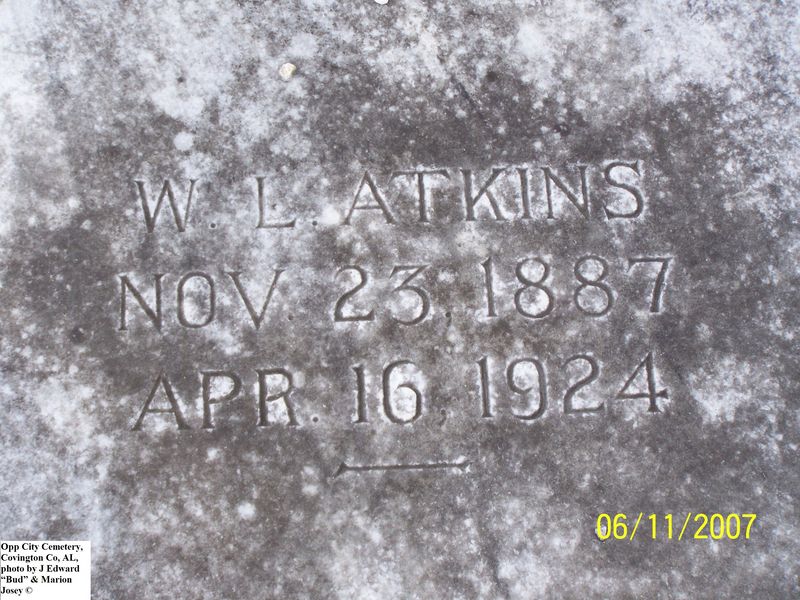 W. L. ATKINS
NOV. 23, 1887
APR. 16, 1924
06/11/2007
Opp City Cemetery,
Covington Co, AL,
photo by J Edward
“Bud” & Marion
Josey ©